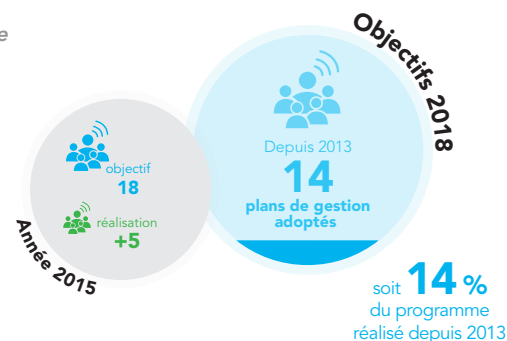 e
objectif
18
réalisation
+5
Année 2015
Objectifs 2018
Depuis 2013
14
plans de gestion
adoptés
soit 14 %
du programme
réalisé depuis 2013